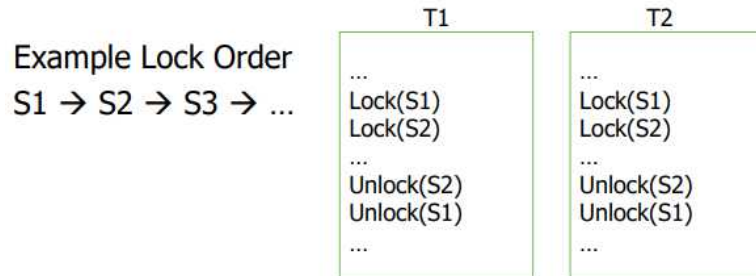 Example Lock Order
S1 → S2 → S3 → ...
T1
...
Lock(S1)
Lock(S2)
...
Unlock(S2)
Unlock(S1)
...
T2
...
Lock(S1)
Lock(S2)
...
Unlock(S2)
Unlock(S1)
...